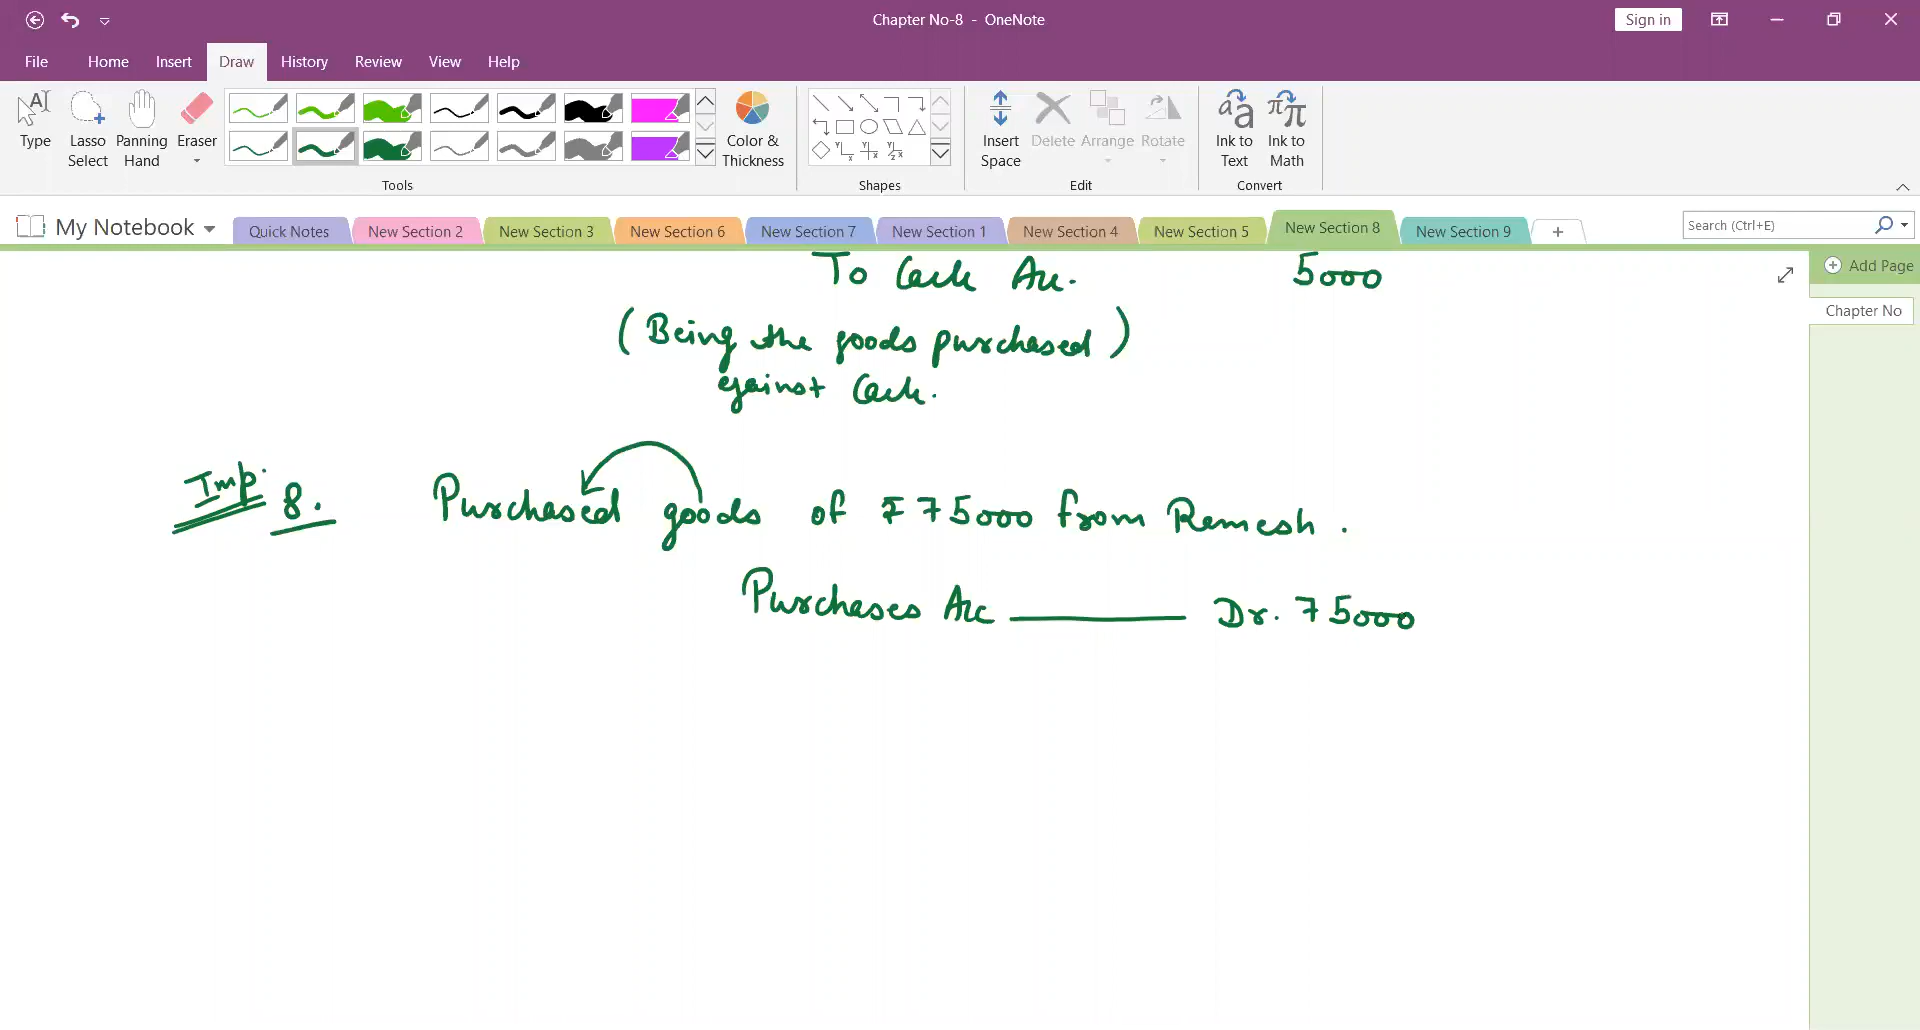 Chapter No-8 - OneNote
Sign in
File Home Insert Draw History Review View Help
Type
Lasso Select
Panning Hand
Eraser
Color & Thickness
Insert Space
Delete
Arrange
Rotate
Ink to Text
Ink to Math
Tools
Shapes
Edit
Convert
My Notebook
Quick Notes
New Section 2
New Section 3
New Section 6
New Section 7
New Section 1
New Section 4
New Section 5
New Section 8
New Section 9
Search (Ctrl+E)
Add Page
Chapter No
To Cash A/c. 5000
(Being the goods purchased)
against Cash.
Imp. 8. Purchased goods of ₹75000 from Ramesh.
Purchases A/c Dr. 75000